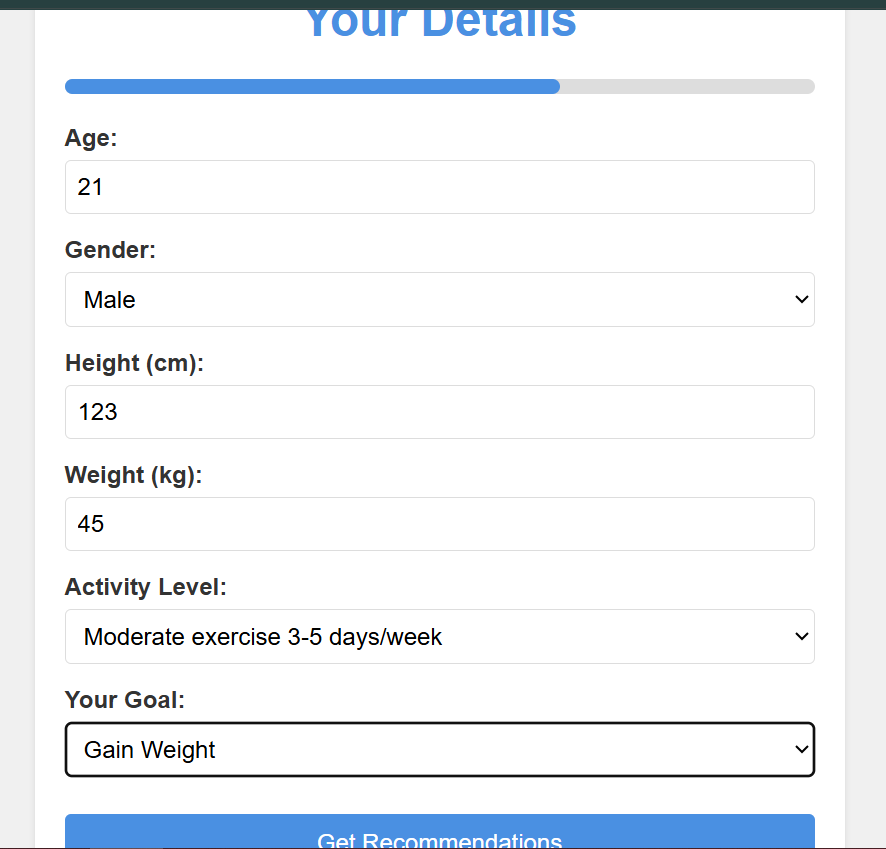 Your Details
Age:
21
Gender:
Male
Height (cm):
123
Weight (kg):
45
Activity Level:
Moderate exercise 3-5 days/week
Your Goal:
Gain Weight
Get Recommendations